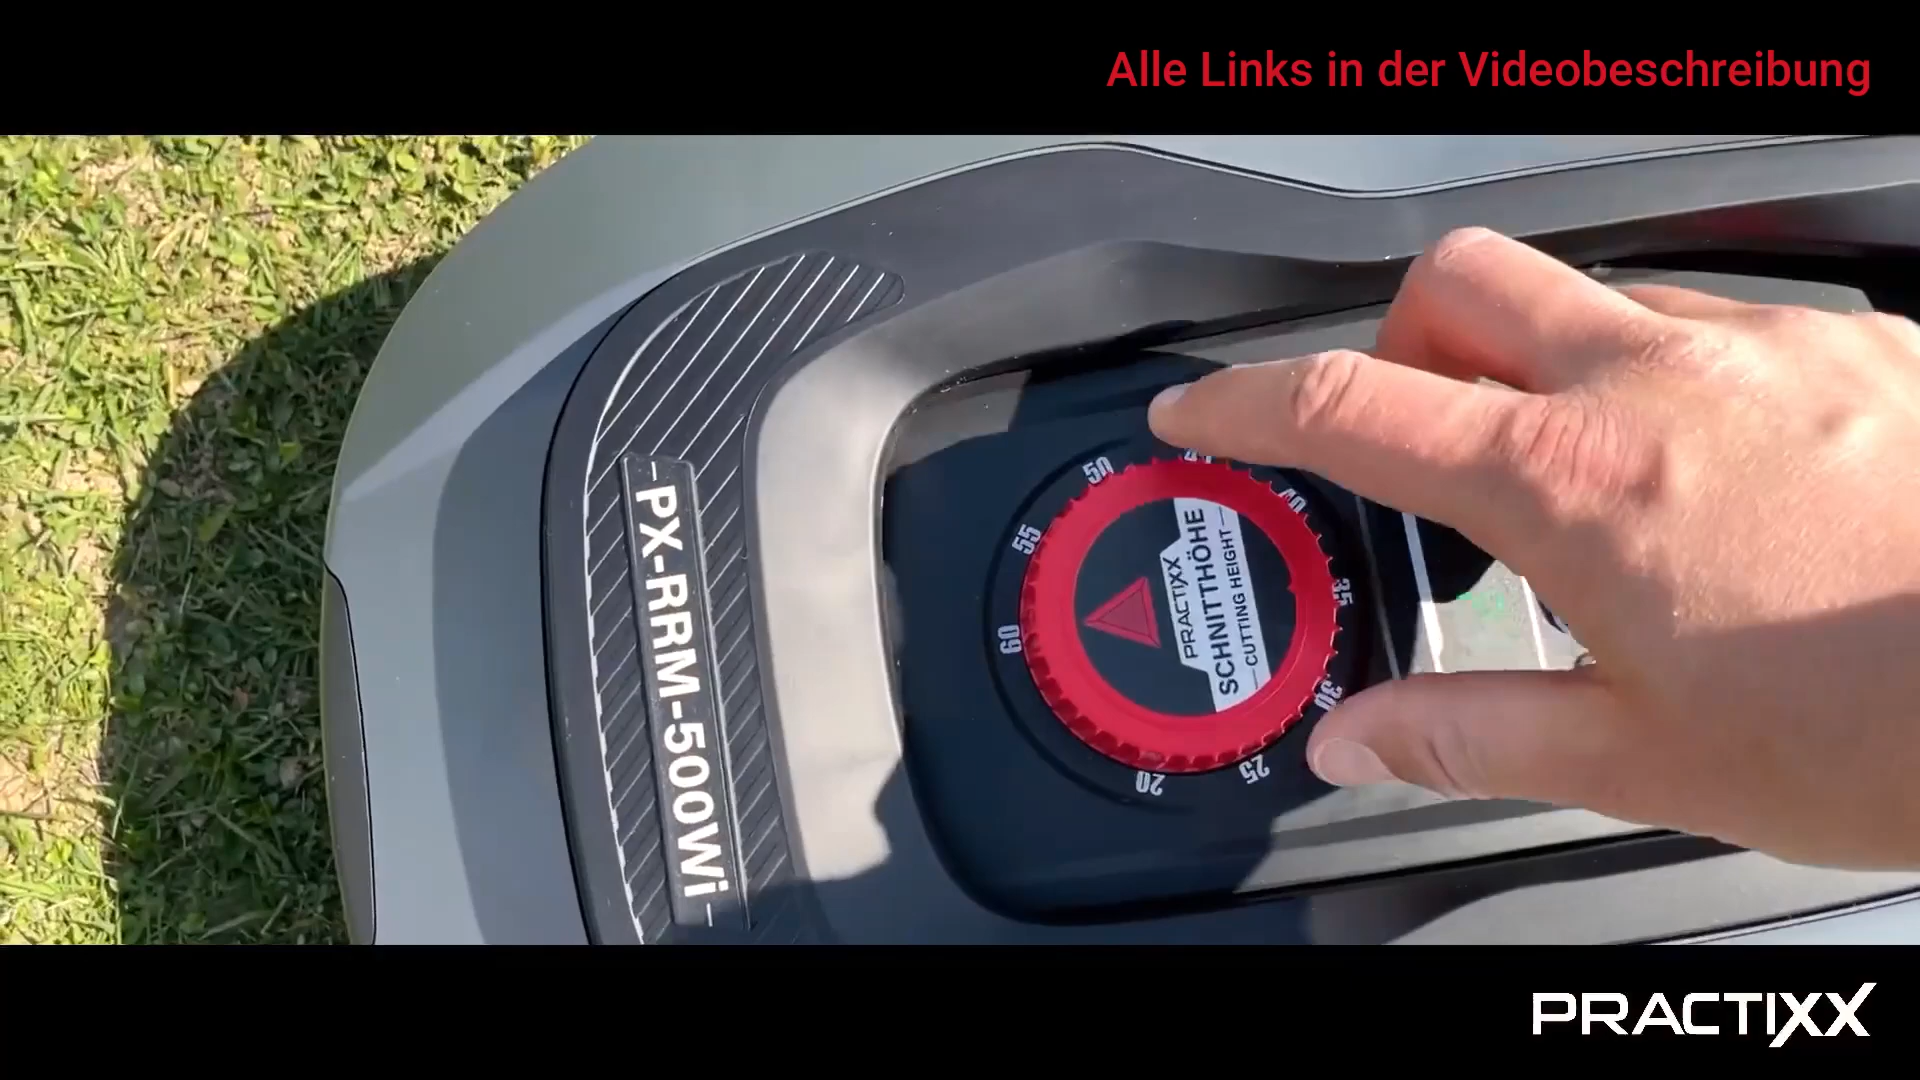 Alle Links in der Videobeschreibung
PX-RRM-500Wi
50
55
60
40
35
30
25
20
PRACTIXX
SCHNITTHÖHE
CUTTING HEIGHT
PRACTIXX